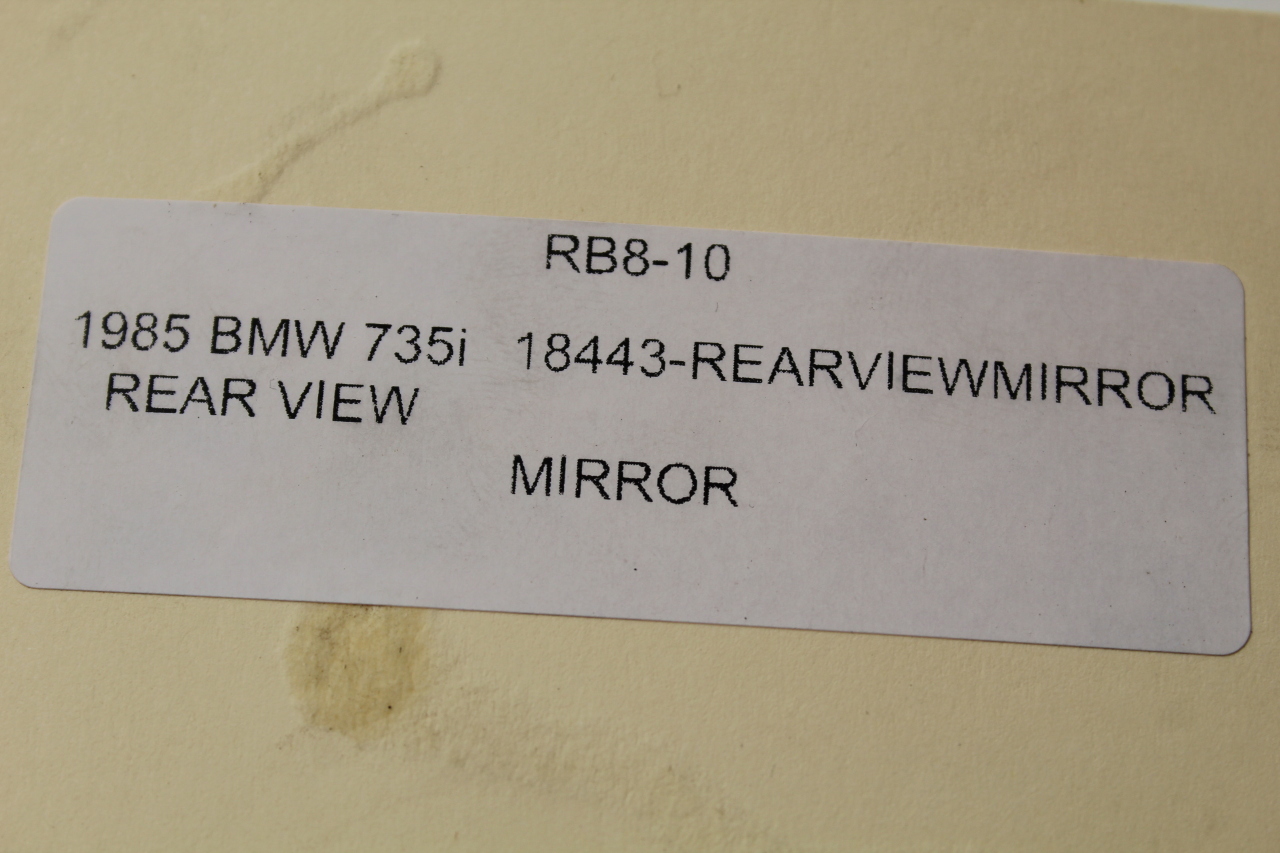 RB8-10
1985 BMW 735i 18443-REARVIEWMIRROR
REAR VIEW
MIRROR